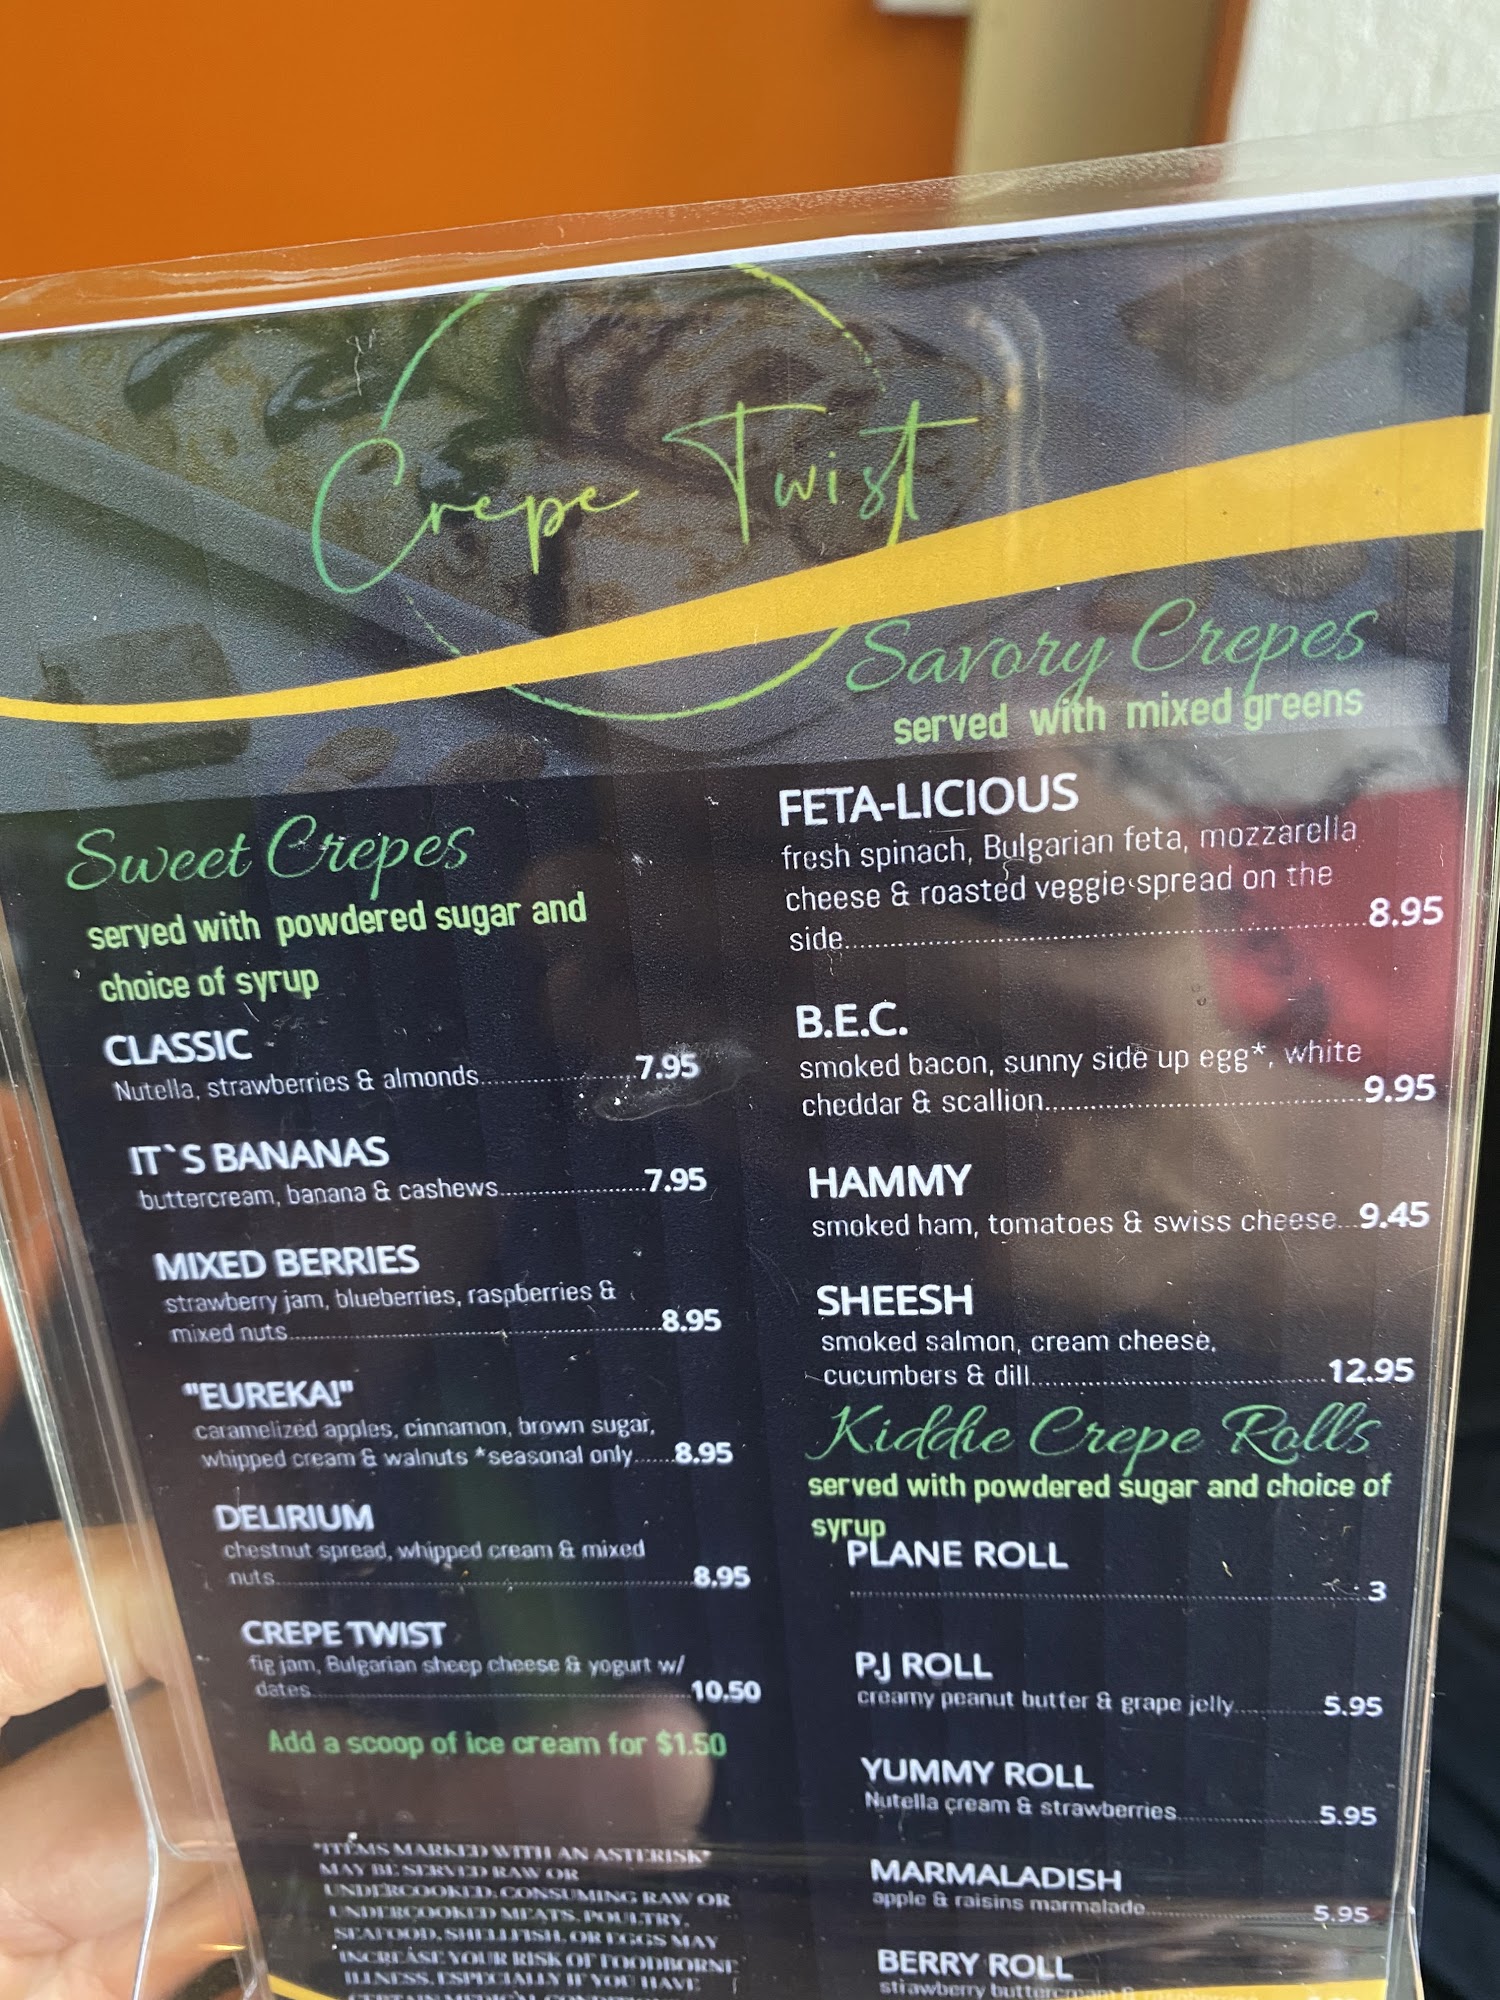 Crepe Twist
Sweet Crepes
served with powdered sugar and
choice of syrup
CLASSIC
Nutella, strawberries & almonds 7.95
IT`S BANANAS
buttercream, banana & cashews 7.95
MIXED BERRIES
strawberry jam, blueberries, raspberries &
mixed nuts 8.95
"EUREKA!"
caramelized apples, cinnamon, brown sugar,
whipped cream & walnuts *seasonal only 8.95
DELIRIUM
chestnut spread, whipped cream & mixed
nuts 8.95
CREPE TWIST
fig jam, Bulgarian sheep cheese & yogurt w/
dates 10.50
Add a scoop of ice cream for $1.50
*ITEMS MARKED WITH AN ASTERISK*
MAY BE SERVED RAW OR
UNDERCOOKED. CONSUMING RAW OR
UNDERCOOKED MEATS, POULTRY,
SEAFOOD, SHELLFISH, OR EGGS MAY
INCREASE YOUR RISK OF FOODBORNE
ILLNESS, ESPECIALLY IF YOU HAVE
CERTAIN MEDICAL
Savory Crepes
served with mixed greens
FETA-LICIOUS
fresh spinach, Bulgarian feta, mozzarella
cheese & roasted veggie spread on the
side 8.95
B.E.C.
smoked bacon, sunny side up egg*, white
cheddar & scallion 9.95
HAMMY
smoked ham, tomatoes & swiss cheese 9.45
SHEESH
smoked salmon, cream cheese,
cucumbers & dill 12.95
Kiddie Crepe Rolls
served with powdered sugar and choice of
syrup
PLANE ROLL
3
PJ ROLL
creamy peanut butter & grape jelly 5.95
YUMMY ROLL
Nutella cream & strawberries 5.95
MARMALADISH
apple & raisins marmalade 5.95
BERRY ROLL
strawberry buttercream & raspberries